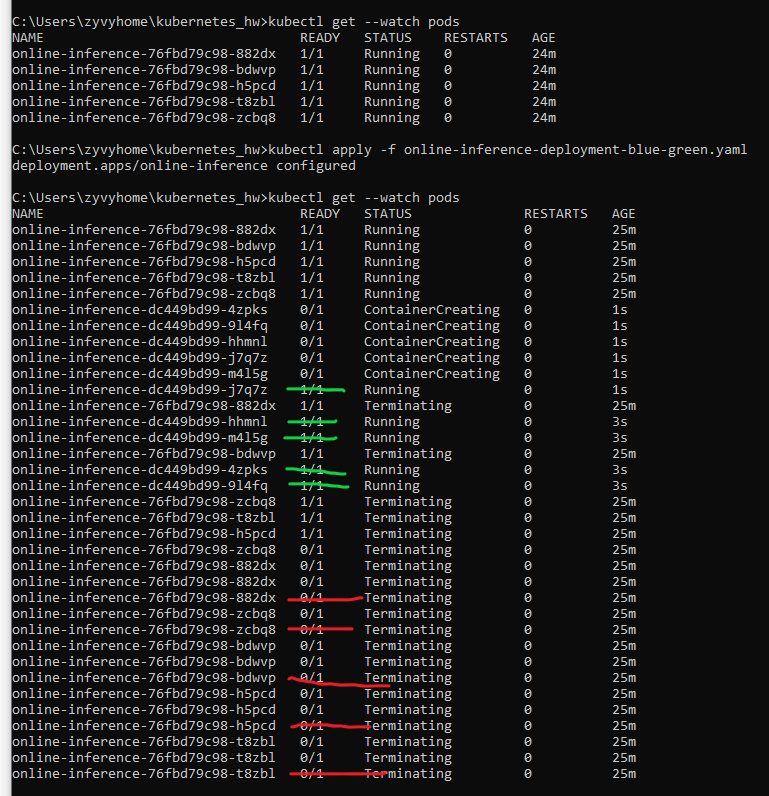 C:\Users\zyvyhome\kubernetes_hw>kubectl get --watch pods
NAME READY STATUS RESTARTS AGE
online-inference-76fbd79c98-882dx 1/1 Running 0 24m
online-inference-76fbd79c98-bdwvp 1/1 Running 0 24m
online-inference-76fbd79c98-h5pcd 1/1 Running 0 24m
online-inference-76fbd79c98-t8zbl 1/1 Running 0 24m
online-inference-76fbd79c98-zcbq8 1/1 Running 0 24m
C:\Users\zyvyhome\kubernetes_hw>kubectl apply -f online-inference-deployment-blue-green.yaml
deployment.apps/online-inference configured
C:\Users\zyvyhome\kubernetes_hw>kubectl get --watch pods
NAME READY STATUS RESTARTS AGE
online-inference-76fbd79c98-882dx 1/1 Running 0 25m
online-inference-76fbd79c98-bdwvp 1/1 Running 0 25m
online-inference-76fbd79c98-h5pcd 1/1 Running 0 25m
online-inference-76fbd79c98-t8zbl 1/1 Running 0 25m
online-inference-76fbd79c98-zcbq8 1/1 Running 0 25m
online-inference-dc449bd99-4zpks 0/1 ContainerCreating 0 1s
online-inference-dc449bd99-9l4fq 0/1 ContainerCreating 0 1s
online-inference-dc449bd99-hhmnl 0/1 ContainerCreating 0 1s
online-inference-dc449bd99-j7q7z 0/1 ContainerCreating 0 1s
online-inference-dc449bd99-m4l5g 0/1 ContainerCreating 0 1s
online-inference-dc449bd99-j7q7z 1/1 Running 0 1s
online-inference-76fbd79c98-882dx 1/1 Terminating 0 25m
online-inference-dc449bd99-hhmnl 1/1 Running 0 3s
online-inference-dc449bd99-m4l5g 1/1 Running 0 3s
online-inference-76fbd79c98-bdwvp 1/1 Terminating 0 25m
online-inference-dc449bd99-4zpks 1/1 Running 0 3s
online-inference-dc449bd99-9l4fq 1/1 Running 0 3s
online-inference-76fbd79c98-zcbq8 1/1 Terminating 0 25m
online-inference-76fbd79c98-t8zbl 1/1 Terminating 0 25m
online-inference-76fbd79c98-h5pcd 1/1 Terminating 0 25m
online-inference-76fbd79c98-zcbq8 0/1 Terminating 0 25m
online-inference-76fbd79c98-882dx 0/1 Terminating 0 25m
online-inference-76fbd79c98-882dx 0/1 Terminating 0 25m
online-inference-76fbd79c98-882dx 0/1 Terminating 0 25m
online-inference-76fbd79c98-zcbq8 0/1 Terminating 0 25m
online-inference-76fbd79c98-zcbq8 0/1 Terminating 0 25m
online-inference-76fbd79c98-bdwvp 0/1 Terminating 0 25m
online-inference-76fbd79c98-bdwvp 0/1 Terminating 0 25m
online-inference-76fbd79c98-bdwvp 0/1 Terminating 0 25m
online-inference-76fbd79c98-h5pcd 0/1 Terminating 0 25m
online-inference-76fbd79c98-h5pcd 0/1 Terminating 0 25m
online-inference-76fbd79c98-h5pcd 0/1 Terminating 0 25m
online-inference-76fbd79c98-t8zbl 0/1 Terminating 0 25m
online-inference-76fbd79c98-t8zbl 0/1 Terminating 0 25m
online-inference-76fbd79c98-t8zbl 0/1 Terminating 0 25m